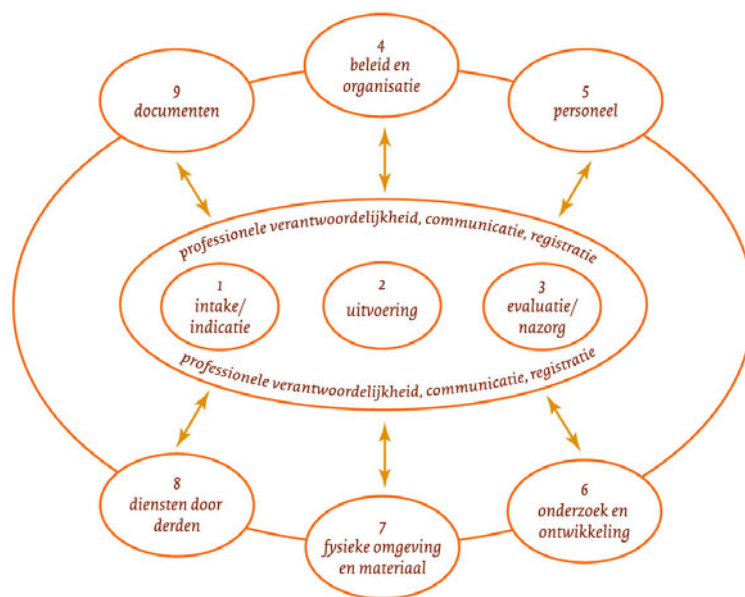 4
beleid en
organisatie
9
documenten
5
personeel
professionele verantwoordelijkheid, communicatie, registratie
1
intake/
indicatie
2
uitvoering
3
evaluatie/
nazorg
professionele verantwoordelijkheid, communicatie, registratie
8
diensten door
derden
7
fysieke omgeving
en materiaal
6
onderzoek en
ontwikkeling